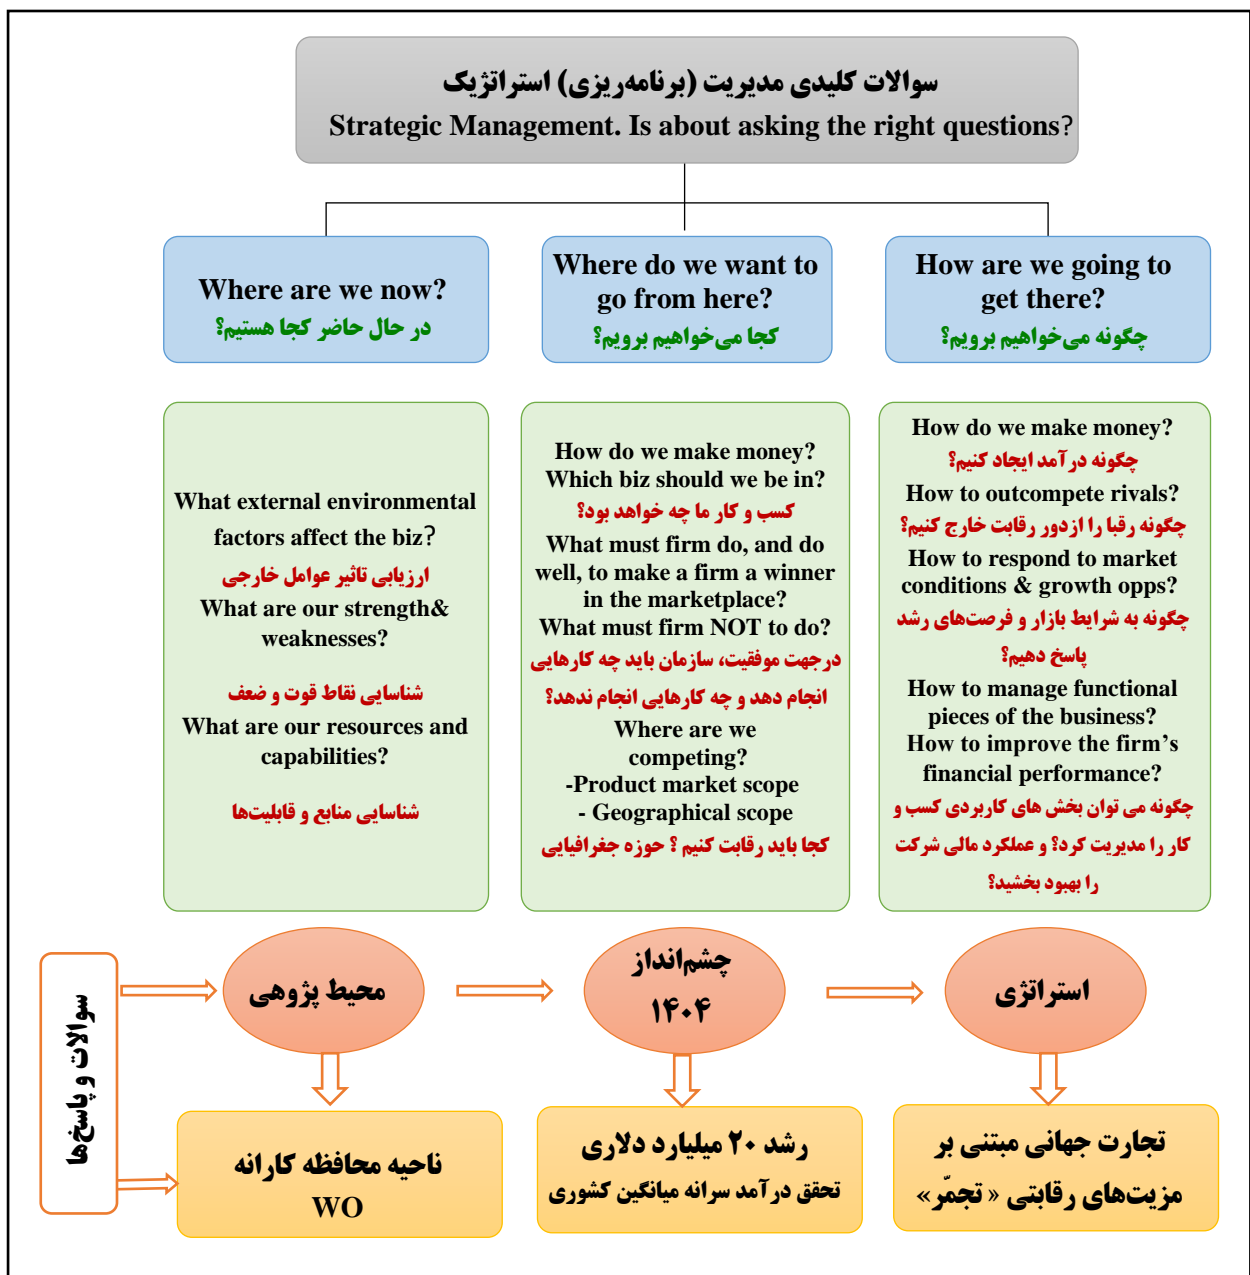 سوالات کلیدی مدیریت (برنامه‌ریزی) استراتژیک
Strategic Management. Is about asking the right questions?
Where are we now?
در حال حاضر کجا هستیم؟
Where do we want to
go from here?
کجا می‌خواهیم برویم؟
How are we going to
get there?
چگونه می‌خواهیم برویم؟
What external environmental
factors affect the biz?
ارزیابی تاثیر عوامل خارجی
What are our strength&
weaknesses?
شناسایی نقاط قوت و ضعف
What are our resources and
capabilities?
شناسایی منابع و قابلیت‌ها
How do we make money?
Which biz should we be in?
کسب و کار ما چه خواهد بود؟
What must firm do, and do
well, to make a firm a winner
in the marketplace?
What must firm NOT to do?
درجهت موفقیت، سازمان باید چه کارهایی
انجام دهد و چه کارهایی انجام ندهد؟
Where are we
competing?
-Product market scope
- Geographical scope
کجا باید رقابت کنیم ؟ حوزه جغرافیایی
How do we make money?
چگونه درآمد ایجاد کنیم؟
How to outcompete rivals?
چگونه رقبا را ازدور رقابت خارج کنیم؟
How to respond to market
conditions & growth opps?
چگونه به شرایط بازار و فرصت‌های رشد
پاسخ دهیم؟
How to manage functional
pieces of the business?
How to improve the firm’s
financial performance?
چگونه می توان بخش های کاربردی کسب و
کار را مدیریت کرد؟ و عملکرد مالی شرکت
را بهبود بخشید؟
سوالات و پاسخ‌ها
محیط پژوهی
چشم‌انداز
۱۴۰۴
استراتژی
ناحیه محافظه کارانه
WO
رشد ۲۰ میلیارد دلاری
تحقق درآمد سرانه میانگین کشوری
تجارت جهانی مبتنی بر
مزیت‌های رقابتی « تجمّر»